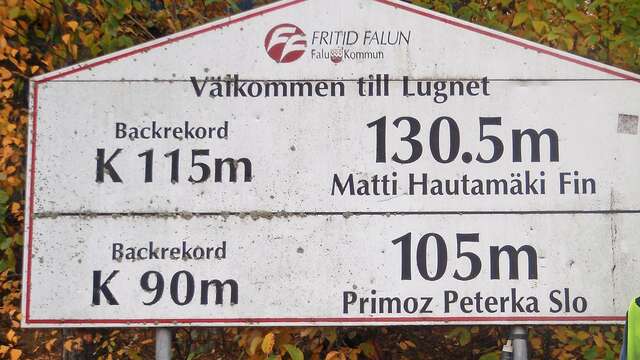 FRITID FALUN
Falu Kommun
Välkommen till Lugnet
Backrekord
K 115m
130.5m
Matti Hautamäki Fin
Backrekord
K 90m
105m
Primoz Peterka Slo